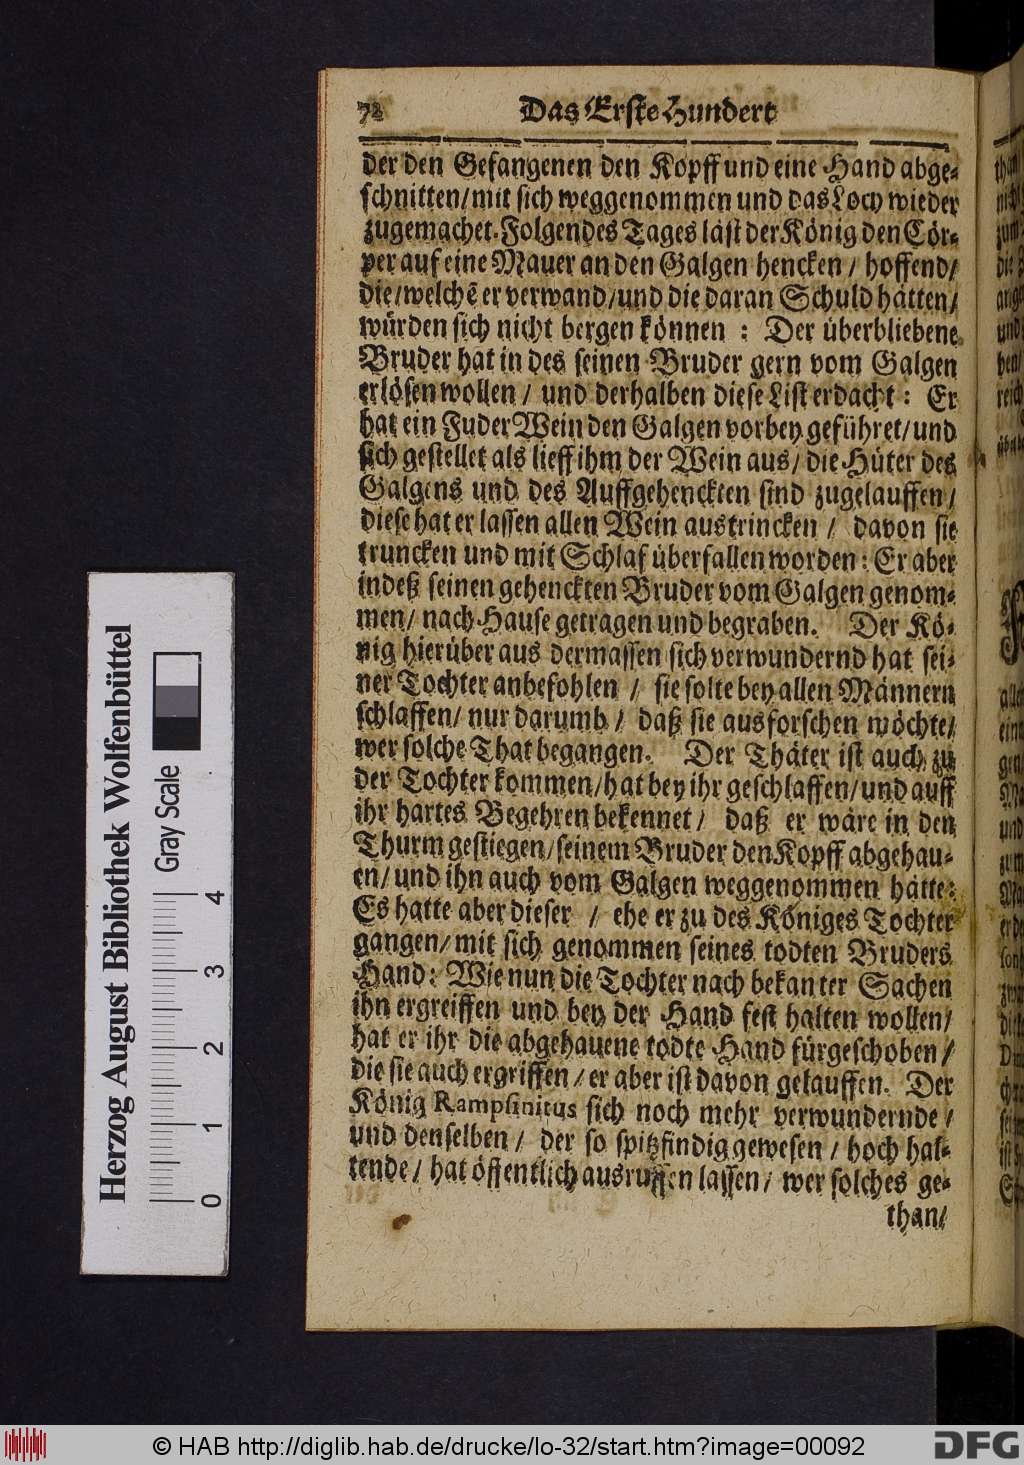 72
Das Erste Hundert
der den Gefangenen den Kopff und eine Hand abge-
schnitten/ mit sich weggenommen und das Loch wieder
zugemachet. Folgendes Tages läst der König den Cör-
per auf eine Mauer an den Galgen hencken / hoffend/
die/ welchē er verwand/ und die daran Schuld hätten/
würden sich nicht bergen können : Der überbliebene
Bruder hat in des seinen Bruder gern vom Galgen
erlösen wollen / und derhalben diese List erdacht : Er
hat ein Fuder Wein den Galgen vorbey geführet/ und
sich gestellet als lieff ihm der Wein aus/ die Hüter des
Galgens und des Auffgehenckten sind zugelauffen/
diese hat er lassen allen Wein austrincken / davon sie
truncken und mit Schlaf überfallen worden: Er aber
indeß seinen gehenckten Bruder vom Galgen genom-
men/ nach Hause getragen und begraben. Der Kö-
nig hierüber aus dermassen sich verwundernd hat sei-
ner Tochter anbefohlen / sie solte bey allen Männern
schlaffen/ nur darumb / daß sie ausforschen möchte/
wer solche That begangen. Der Thäter ist auch zu
der Tochter kommen/ hat bey ihr geschlaffen/ und auff
ihr hartes Begehren bekennet / daß er wäre in den
Thurm gestiegen/ seinem Bruder den Kopff abgehau-
en/ und ihn auch vom Galgen weggenommen hätte:
Es hatte aber dieser / ehe er zu des Königes Tochter
gangen/ mit sich genommen seines todten Bruders
Hand: Wie nun die Tochter nach bekanter Sachen
ihn ergreiffen und bey der Hand fest halten wollen/
hat er ihr die abgehauene todte Hand fürgeschoben/
die sie auch ergriffen/ er aber ist davon gelauffen. Der
König Rampsinitus sich noch mehr verwundernde /
und denselben / der so spitzfindig gewesen / hoch hal-
tende/ hat öffentlich ausruffen lassen/ wer solches ge-
than/
Herzog August Bibliothek Wolfenbüttel
Gray Scale
0 1 2 3 4
© HAB http://diglib.hab.de/drucke/lo-32/start.htm?image=00092
DFG